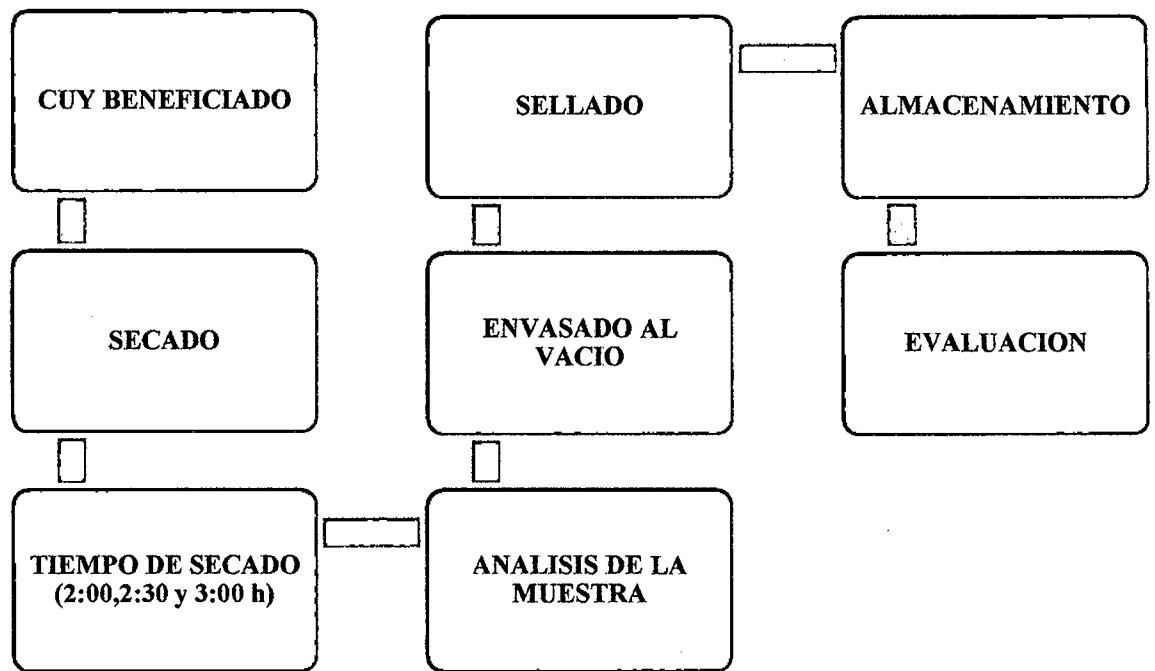 CUY BENEFICIADO
SECADO
TIEMPO DE SECADO
(2:00,2:30 y 3:00 h)
ANALISIS DE LA
MUESTRA
ENVASADO AL
VACIO
SELLADO
ALMACENAMIENTO
EVALUACION